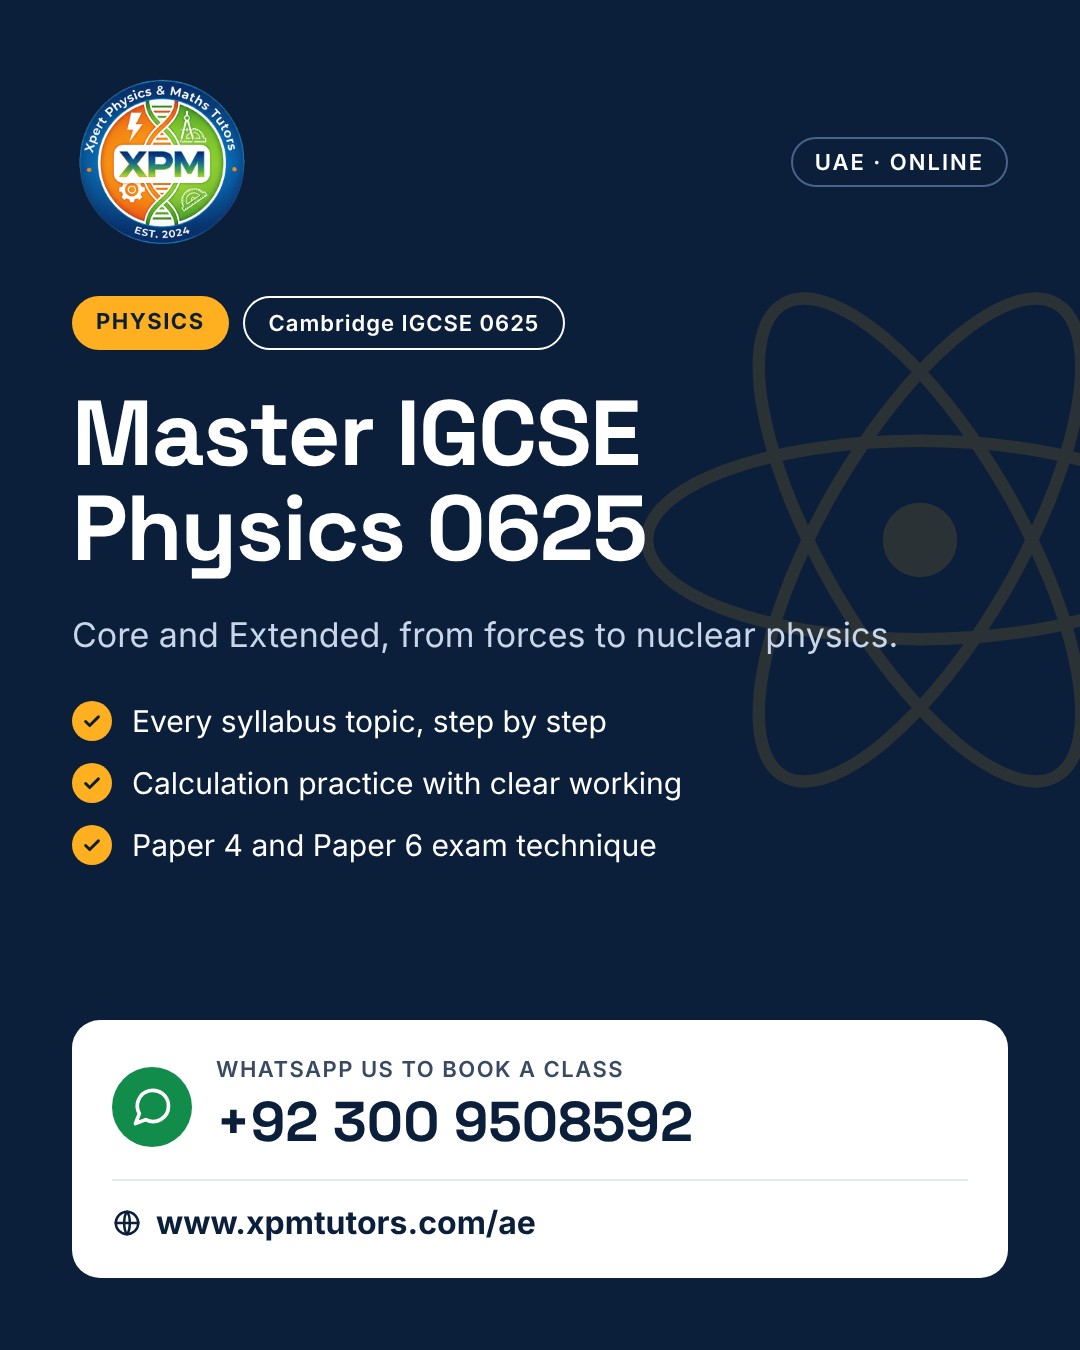 Xpert Physics & Maths Tutors
XPM
EST. 2024
UAE · ONLINE
PHYSICS
Cambridge IGCSE 0625
Master IGCSE
Physics 0625
Core and Extended, from forces to nuclear physics.
Every syllabus topic, step by step
Calculation practice with clear working
Paper 4 and Paper 6 exam technique
WHATSAPP US TO BOOK A CLASS
+92 300 9508592
www.xpmtutors.com/ae